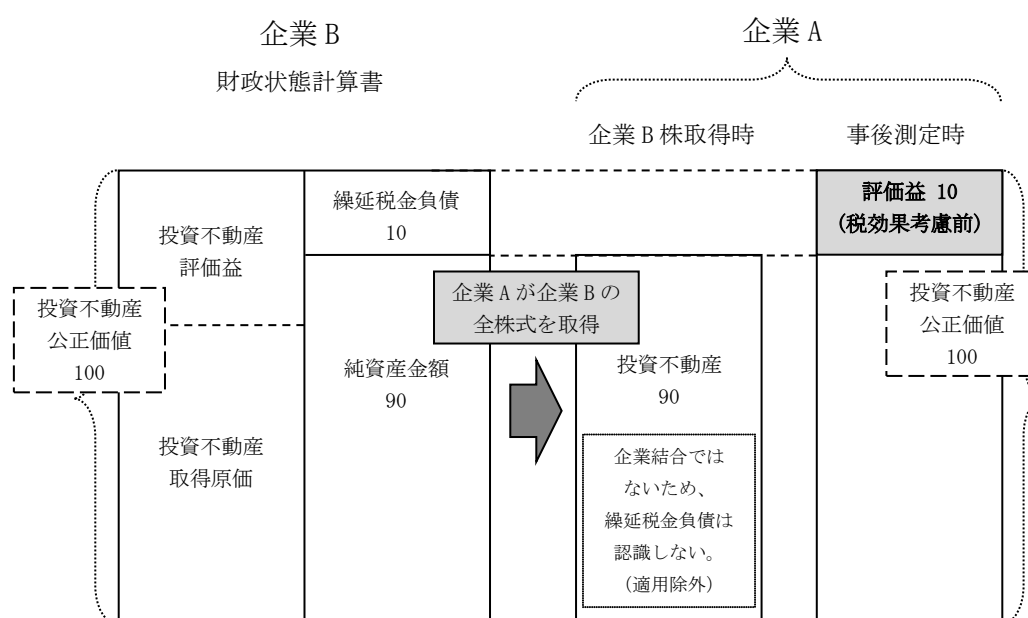 企業 B
財政状態計算書
企業 A
企業 B 株取得時
事後測定時
投資不動産
評価益
繰延税金負債
10
評価益 10
(税効果考慮前)
投資不動産
公正価値
100
企業 A が企業 B の
全株式を取得
投資不動産
公正価値
100
純資産金額
90
投資不動産
90
投資不動産
取得原価
企業結合では
ないため、
繰延税金負債は
認識しない。
(適用除外)